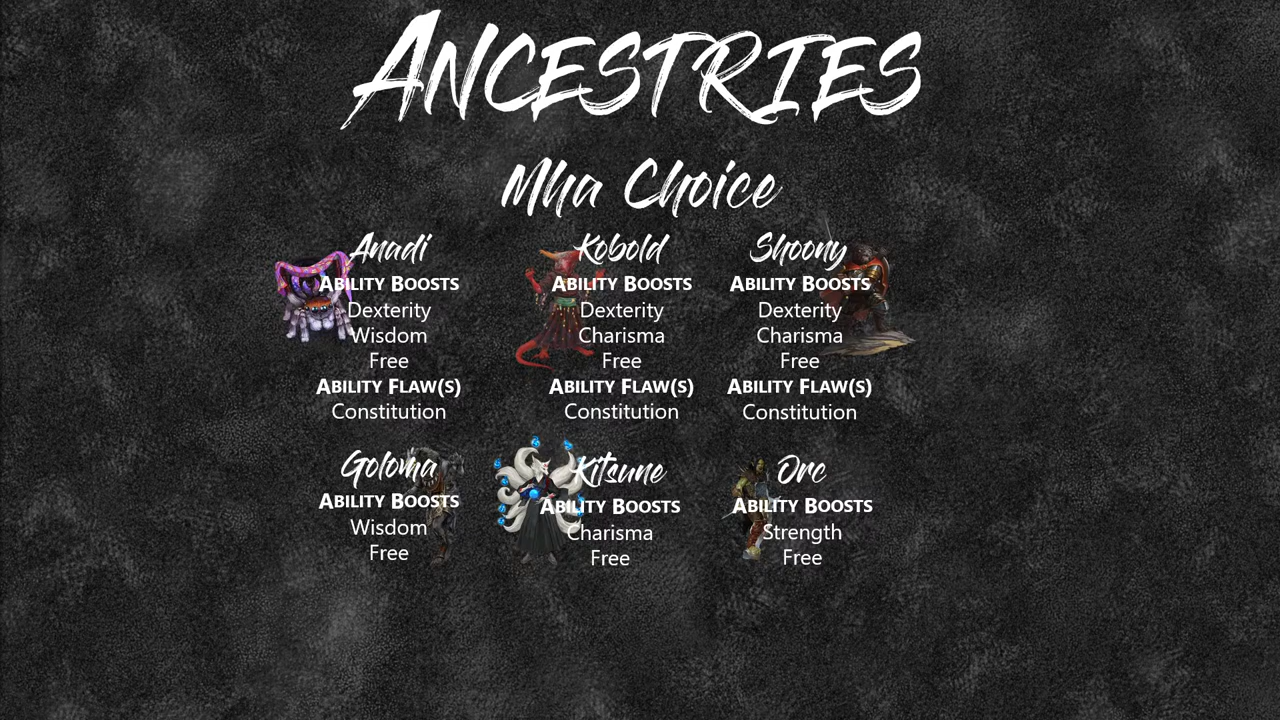 Ancestries
Mha Choice
Anadi
Ability Boosts
Dexterity
Wisdom
Free
Ability Flaw(s)
Constitution
Kobold
Ability Boosts
Dexterity
Charisma
Free
Ability Flaw(s)
Constitution
Shoony
Ability Boosts
Dexterity
Charisma
Free
Ability Flaw(s)
Constitution
Goloma
Ability Boosts
Wisdom
Free
Kitsune
Ability Boosts
Charisma
Free
Orc
Ability Boosts
Strength
Free